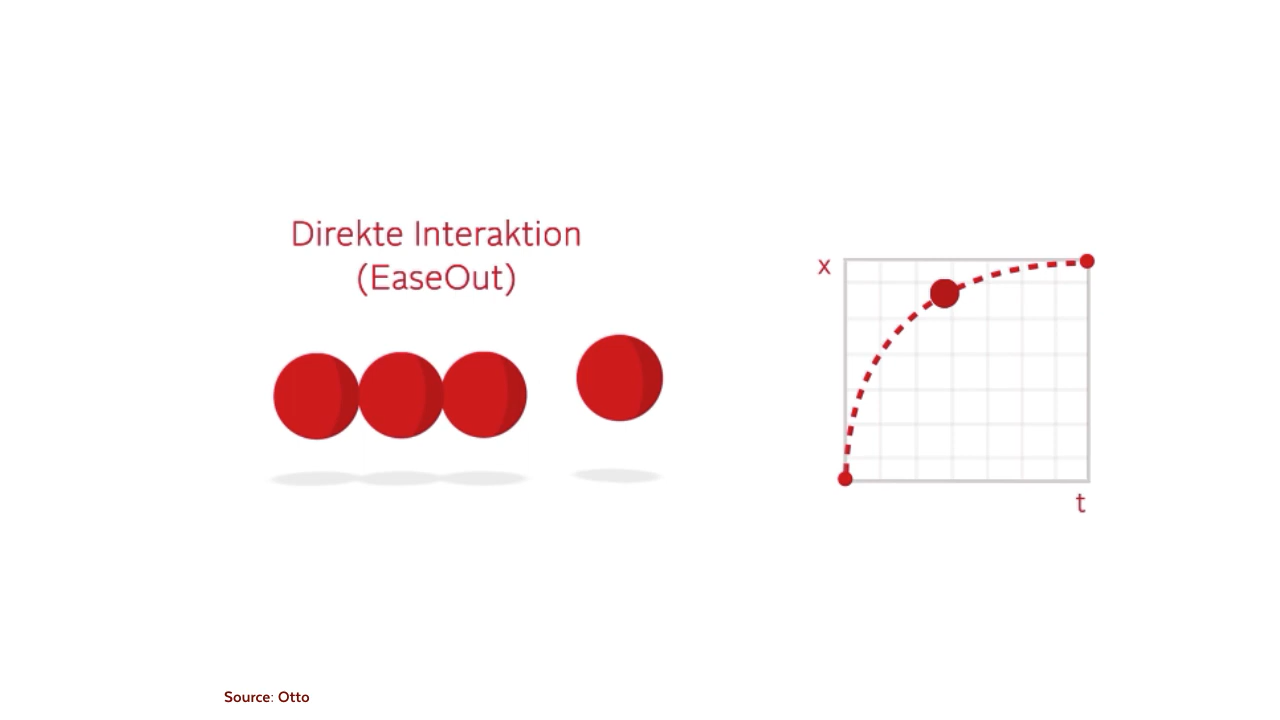 Direkte Interaktion
(EaseOut)
x
t
Source: Otto